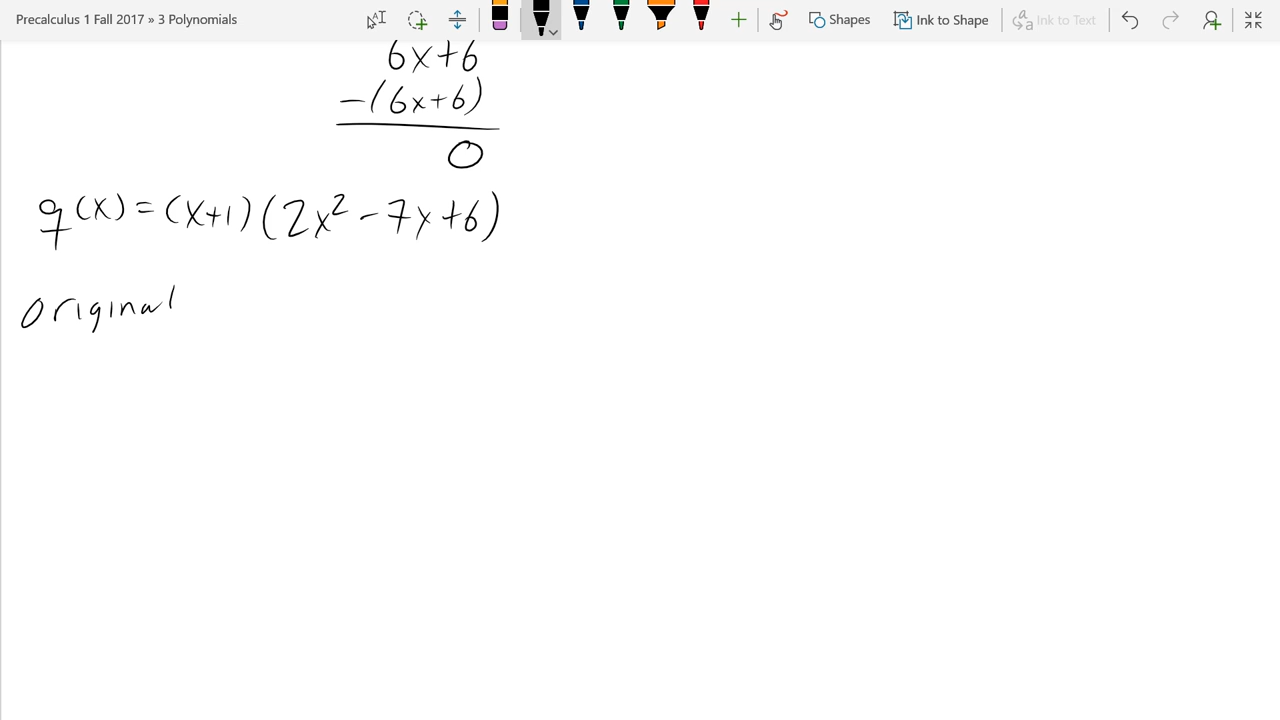 Precalculus 1 Fall 2017 » 3 Polynomials
Shapes
Ink to Shape
Ink to Text
6x+6
-(6x+6)
0
q(x)=(x+1)(2x²-7x+6)
original